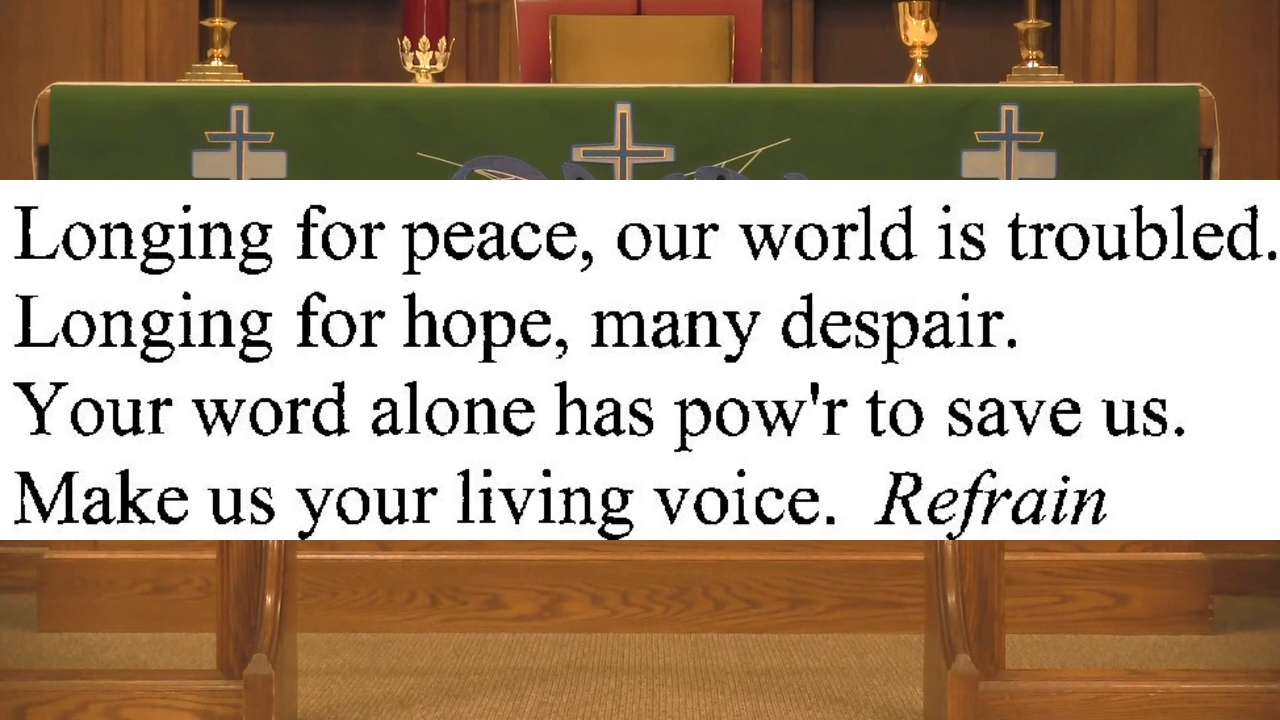 Longing for peace, our world is troubled.
Longing for hope, many despair.
Your word alone has pow'r to save us.
Make us your living voice. Refrain